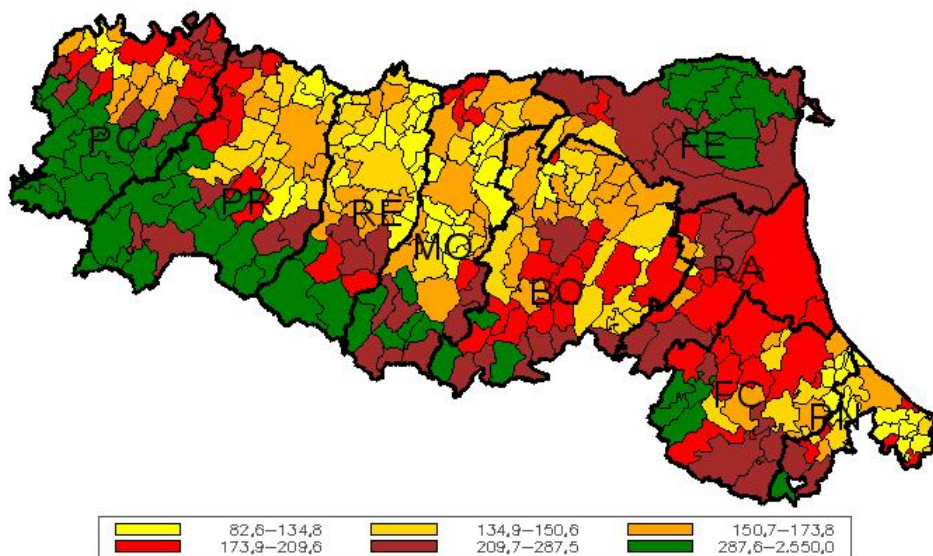 PC
FE
PR
RE
MO
RA
BO
FC
RN
82,6–134,8 134,9–150,6 150,7–173,8
173,9–209,6 209,7–287,5 287,6–2.550,0